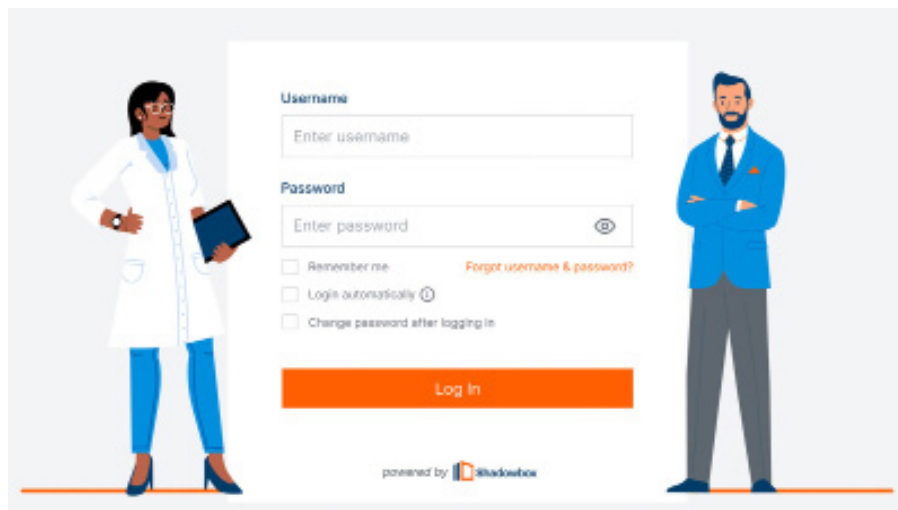 Username
Enter username
Password
Enter password
Remember me Forgot username & password?
Login automatically
Change password after logging in
Log In
powered by Shadowbox